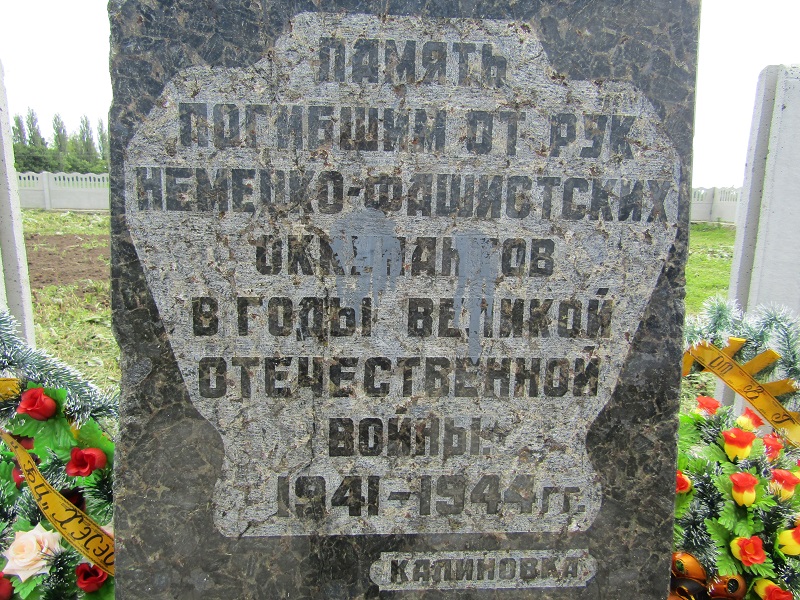 ПАМЯТЬ
ПОГИБШИМ ОТ РУК
НЕМЕЦКО-ФАШИСТСКИХ
ОККУПАНТОВ
В ГОДЫ ВЕЛИКОЙ
ОТЕЧЕСТВЕННОЙ
ВОЙНЫ.
1941-1944 ГГ.
КАЛИНОВКА